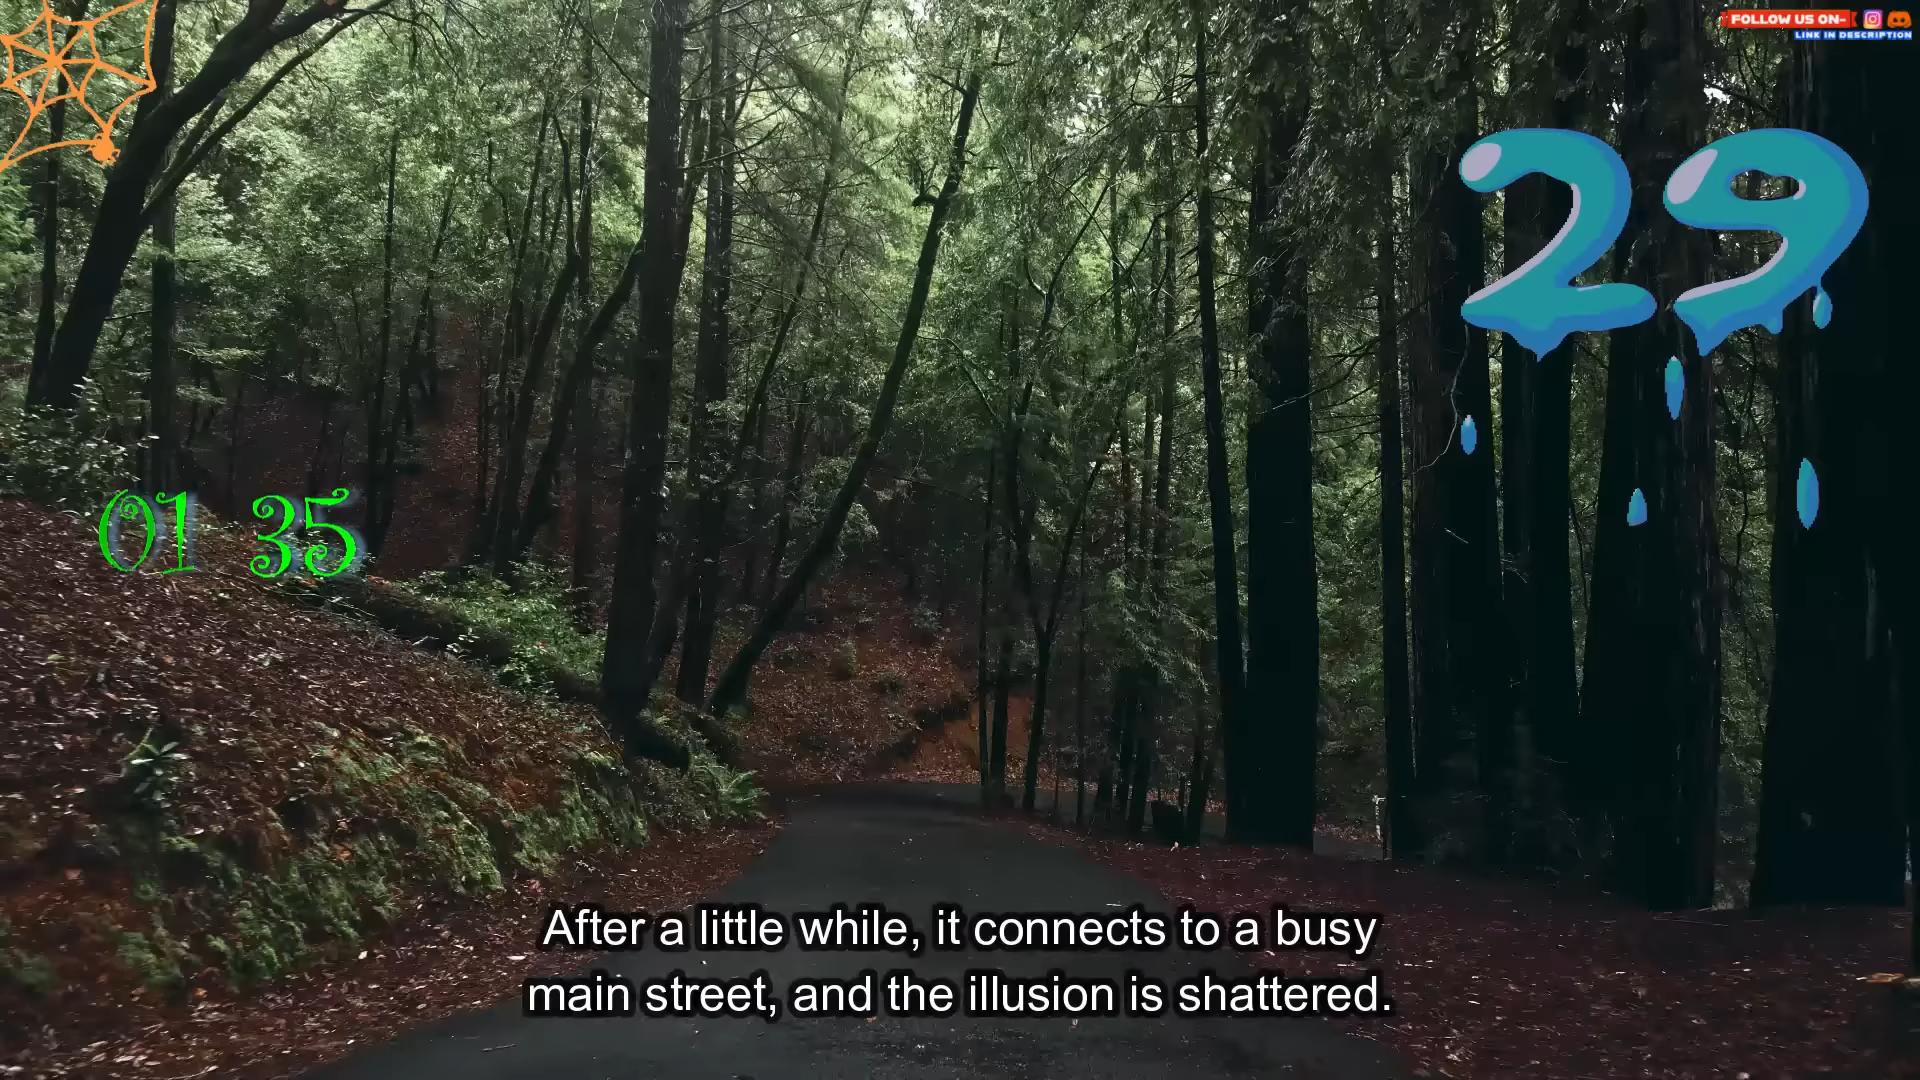 FOLLOW US ON-
LINK IN DESCRIPTION
29
01 35
After a little while, it connects to a busy
main street, and the illusion is shattered.